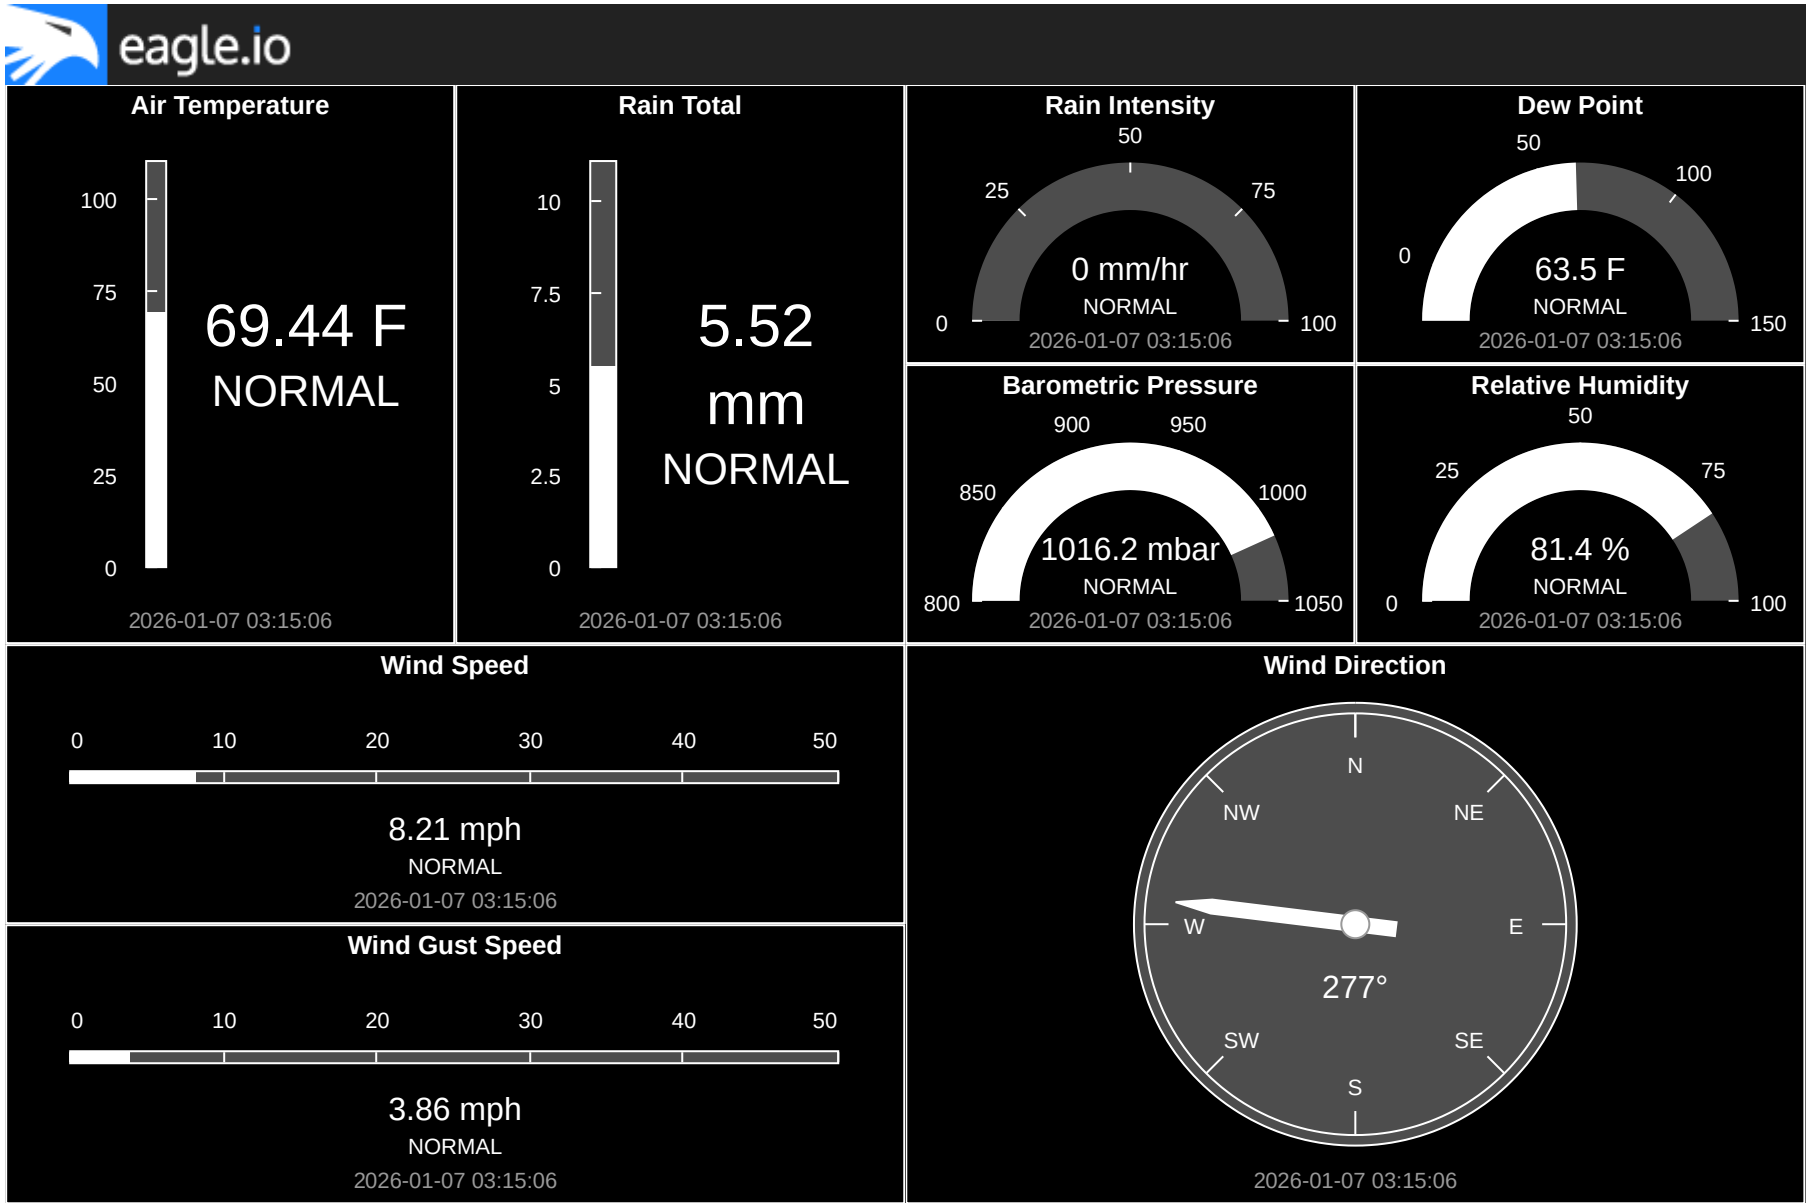 eagle.io
Air Temperature
100
75
50
25
0
69.44 F
NORMAL
2026-01-07 03:15:06
Rain Total
10
7.5
5
2.5
0
5.52
mm
NORMAL
2026-01-07 03:15:06
Rain Intensity
0
25
50
75
100
0 mm/hr
NORMAL
2026-01-07 03:15:06
Dew Point
0
50
100
150
63.5 F
NORMAL
2026-01-07 03:15:06
Barometric Pressure
800
850
900
950
1000
1050
1016.2 mbar
NORMAL
2026-01-07 03:15:06
Relative Humidity
0
25
50
75
100
81.4 %
NORMAL
2026-01-07 03:15:06
Wind Speed
0 10 20 30 40 50
8.21 mph
NORMAL
2026-01-07 03:15:06
Wind Gust Speed
0 10 20 30 40 50
3.86 mph
NORMAL
2026-01-07 03:15:06
Wind Direction
N
NW NE
W E
277°
SW SE
S
2026-01-07 03:15:06